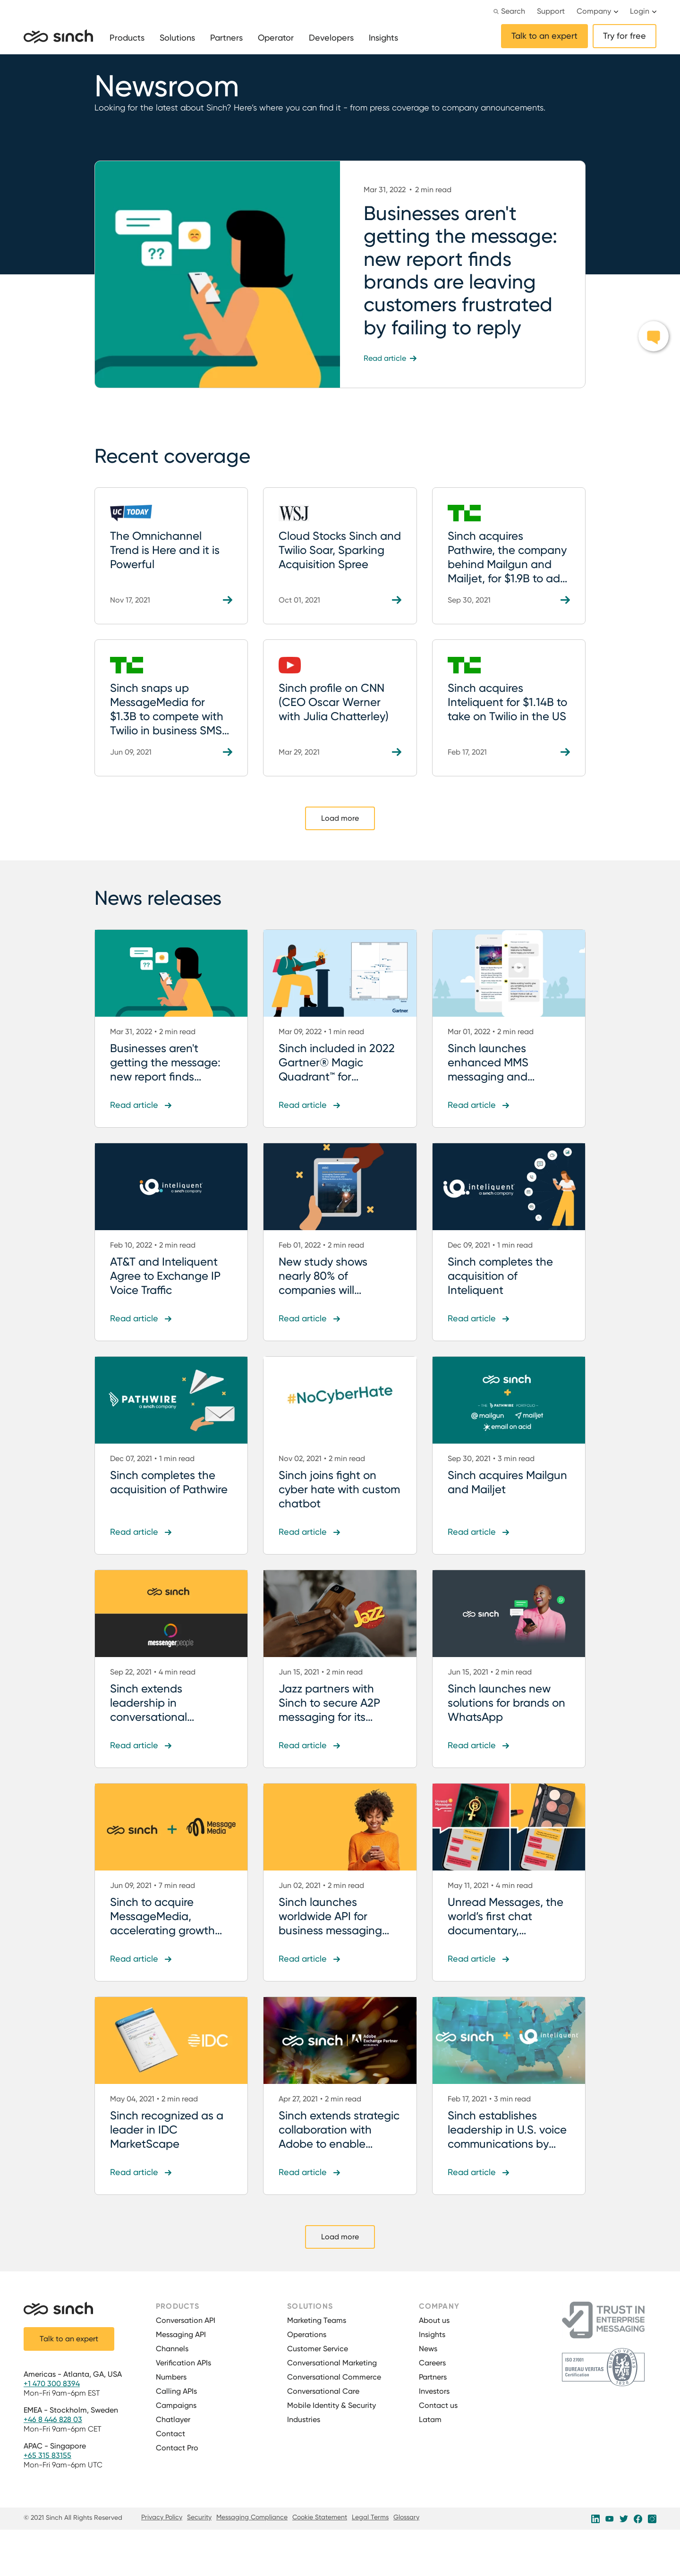 Search Support Company Login
sinch Products Solutions Partners Operator Developers Insights Talk to an expert Try for free
Newsroom
Looking for the latest about Sinch? Here's where you can find it - from press coverage to company announcements.
??
Mar 31, 2022 • 2 min read
Businesses aren't
getting the message:
new report finds
brands are leaving
customers frustrated
by failing to reply
Read article
Recent coverage
UC TODAY
The Omnichannel
Trend is Here and it is
Powerful
Nov 17, 2021
WSJ
Cloud Stocks Sinch and
Twilio Soar, Sparking
Acquisition Spree
Oct 01, 2021
TC
Sinch acquires
Pathwire, the company
behind Mailgun and
Mailjet, for $1.9B to ad...
Sep 30, 2021
TC
Sinch snaps up
MessageMedia for
$1.3B to compete with
Twilio in business SMS...
Jun 09, 2021
Sinch profile on CNN
(CEO Oscar Werner
with Julia Chatterley)
Mar 29, 2021
TC
Sinch acquires
Inteliquent for $1.14B to
take on Twilio in the US
Feb 17, 2021
Load more
News releases
??
Mar 31, 2022 • 2 min read
Businesses aren't
getting the message:
new report finds...
Read article
Gartner
Mar 09, 2022 • 1 min read
Sinch included in 2022
Gartner® Magic
Quadrant™ for...
Read article
Mar 01, 2022 • 2 min read
Sinch launches
enhanced MMS
messaging and...
Read article
inteliquent
a sinch company
Feb 10, 2022 • 2 min read
AT&T and Inteliquent
Agree to Exchange IP
Voice Traffic
Read article
Feb 01, 2022 • 2 min read
New study shows
nearly 80% of
companies will...
Read article
inteliquent
a sinch company
Dec 09, 2021 • 1 min read
Sinch completes the
acquisition of
Inteliquent
Read article
PATHWIRE
a sinch company
Dec 07, 2021 • 1 min read
Sinch completes the
acquisition of Pathwire
Read article
#NoCyberHate
Nov 02, 2021 • 2 min read
Sinch joins fight on
cyber hate with custom
chatbot
Read article
sinch
+
THE PATHWIRE PORTFOLIO
mailgun mailjet
email on acid
Sep 30, 2021 • 3 min read
Sinch acquires Mailgun
and Mailjet
Read article
sinch
messengerpeople
Sep 22, 2021 • 4 min read
Sinch extends
leadership in
conversational...
Read article
Jazz
Jun 15, 2021 • 2 min read
Jazz partners with
Sinch to secure A2P
messaging for its...
Read article
sinch
Jun 15, 2021 • 2 min read
Sinch launches new
solutions for brands on
WhatsApp
Read article
sinch + Message Media
Jun 09, 2021 • 7 min read
Sinch to acquire
MessageMedia,
accelerating growth...
Read article
Jun 02, 2021 • 2 min read
Sinch launches
worldwide API for
business messaging...
Read article
May 11, 2021 • 4 min read
Unread Messages, the
world's first chat
documentary,...
Read article
IDC
May 04, 2021 • 2 min read
Sinch recognized as a
leader in IDC
MarketScape
Read article
sinch Adobe Exchange Partner
Apr 27, 2021 • 2 min read
Sinch extends strategic
collaboration with
Adobe to enable...
Read article
sinch + inteliquent
Feb 17, 2021 • 3 min read
Sinch establishes
leadership in U.S. voice
communications by...
Read article
Load more
sinch
Talk to an expert
Americas - Atlanta, GA, USA
+1 470 300 8394
Mon-Fri 9am-6pm EST
EMEA - Stockholm, Sweden
+46 8 446 828 03
Mon-Fri 9am-6pm CET
APAC - Singapore
+65 315 83155
Mon-Fri 9am-6pm UTC
PRODUCTS
Conversation API
Messaging API
Channels
Verification APIs
Numbers
Calling APIs
Campaigns
Chatlayer
Contact
Contact Pro
SOLUTIONS
Marketing Teams
Operations
Customer Service
Conversational Marketing
Conversational Commerce
Conversational Care
Mobile Identity & Security
Industries
COMPANY
About us
Insights
News
Careers
Partners
Investors
Contact us
Latam
TRUST IN
ENTERPRISE
MESSAGING
ISO 27001
BUREAU VERITAS
Certification
© 2021 Sinch All Rights Reserved Privacy Policy Security Messaging Compliance Cookie Statement Legal Terms Glossary